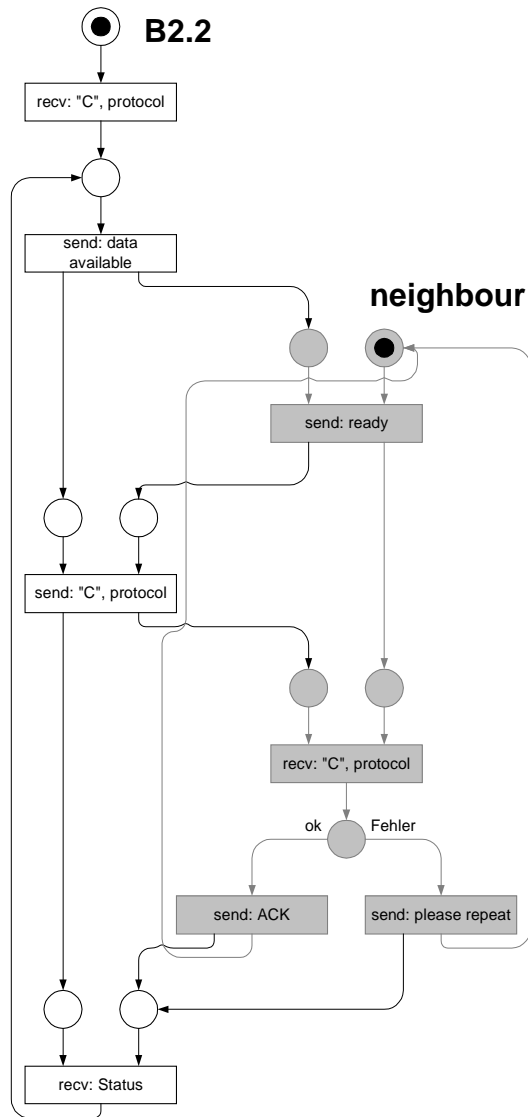 B2.2
recv: "C", protocol
send: data
available
neighbour
send: ready
send: "C", protocol
recv: "C", protocol
ok
Fehler
send: ACK
send: please repeat
recv: Status